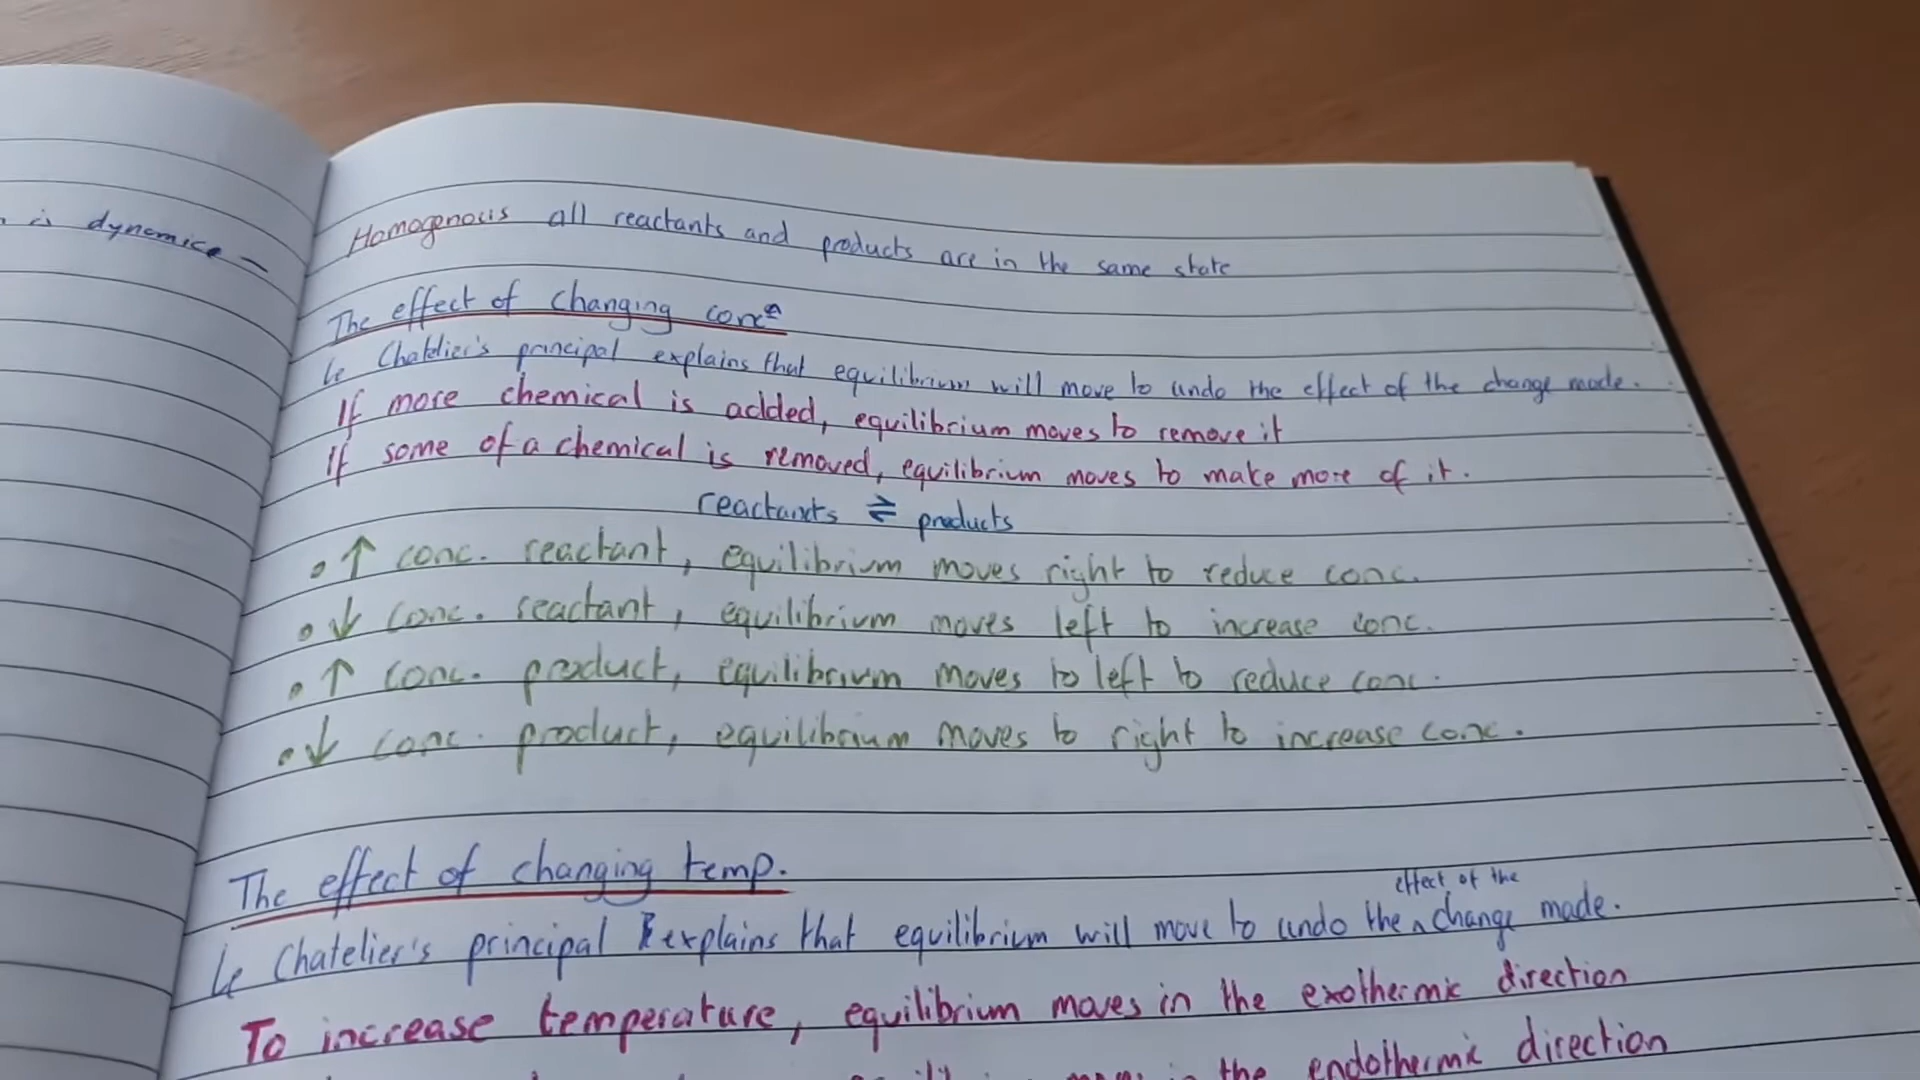 is dynamice -
Homogenous all reactants and products are in the same state
The effect of changing concⁿ
Le Chatelier's principal explains that equilibrium will move to undo the effect of the change made.
If more chemical is added, equilibrium moves to remove it
If some of a chemical is removed, equilibrium moves to make more of it.
reactants ⇌ products
• ↑ conc. reactant, equilibrium moves right to reduce conc.
• ↓ conc. reactant, equilibrium moves left to increase conc.
• ↑ conc. product, equilibrium moves to left to reduce conc.
• ↓ conc. product, equilibrium moves to right to increase conc.
The effect of changing temp.
effect of the
Le Chatelier's principal explains that equilibrium will move to undo the ^ change made.
To increase temperature, equilibrium moves in the exothermic direction
in the endothermic direction